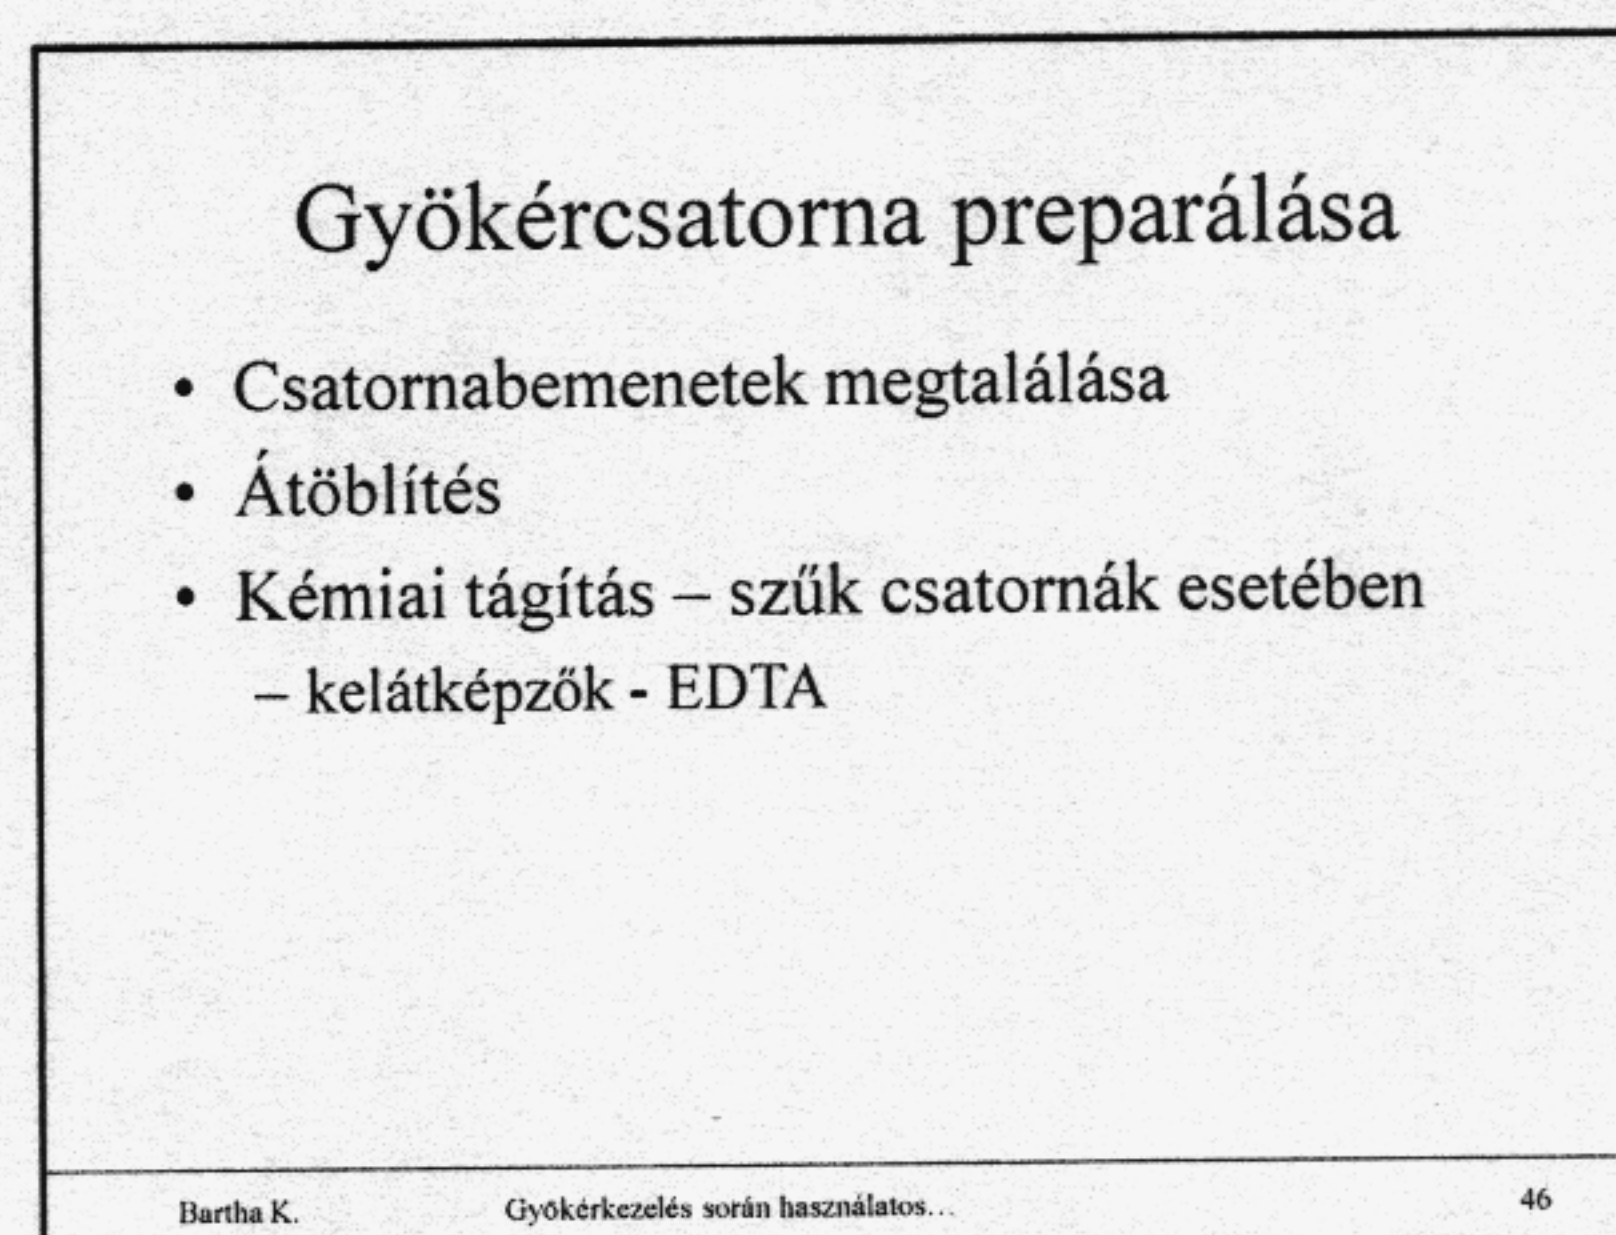 Gyökércsatorna preparálása
• Csatornabemenetek megtalálása
• Átöblítés
• Kémiai tágítás – szűk csatornák esetében
– kelátképzők - EDTA
Bartha K. Gyökérkezelés során használatos… 46